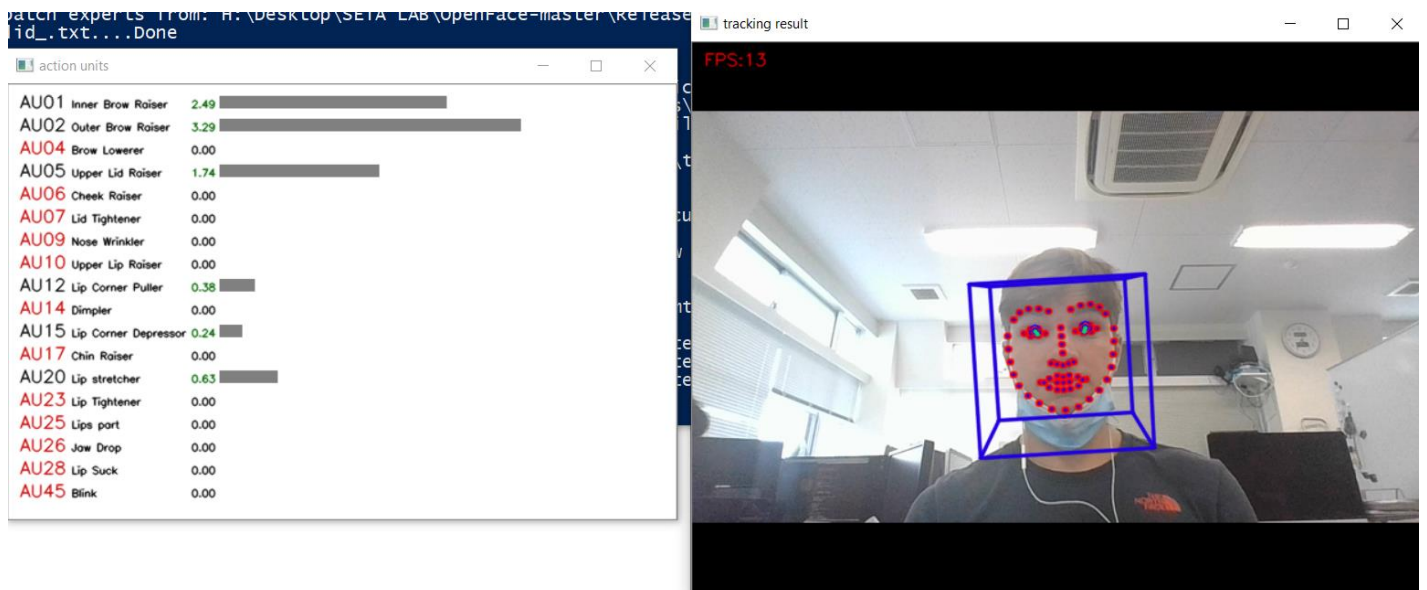 patch experts from: H:\Desktop\SETA LAB\OpenFace-master\Release
lid_.txt....Done
action units
AU01 Inner Brow Raiser 2.49
AU02 Outer Brow Raiser 3.29
AU04 Brow Lowerer 0.00
AU05 Upper Lid Raiser 1.74
AU06 Cheek Raiser 0.00
AU07 Lid Tightener 0.00
AU09 Nose Wrinkler 0.00
AU10 Upper Lip Raiser 0.00
AU12 Lip Corner Puller 0.38
AU14 Dimpler 0.00
AU15 Lip Corner Depressor 0.24
AU17 Chin Raiser 0.00
AU20 Lip stretcher 0.63
AU23 Lip Tightener 0.00
AU25 Lips part 0.00
AU26 Jaw Drop 0.00
AU28 Lip Suck 0.00
AU45 Blink 0.00
tracking result
FPS:13
THE
NORTH
FACE